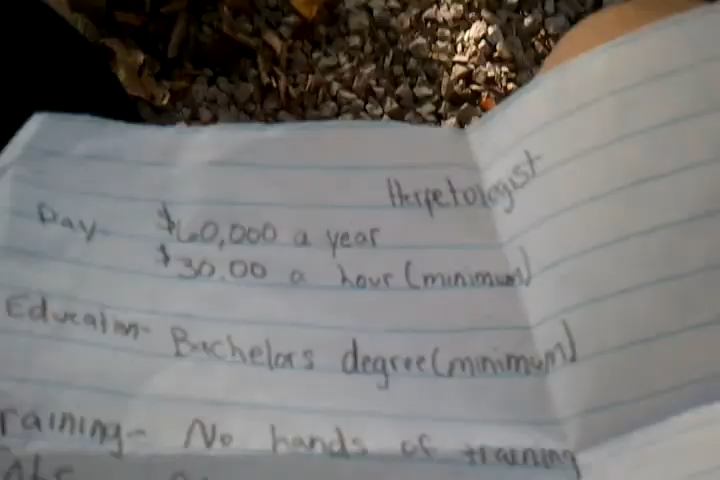 Herpetologist
Pay $60,000 a year
$30.00 a hour (minimum)
Education- Bachelors degree (minimum)
raining- No hands of training